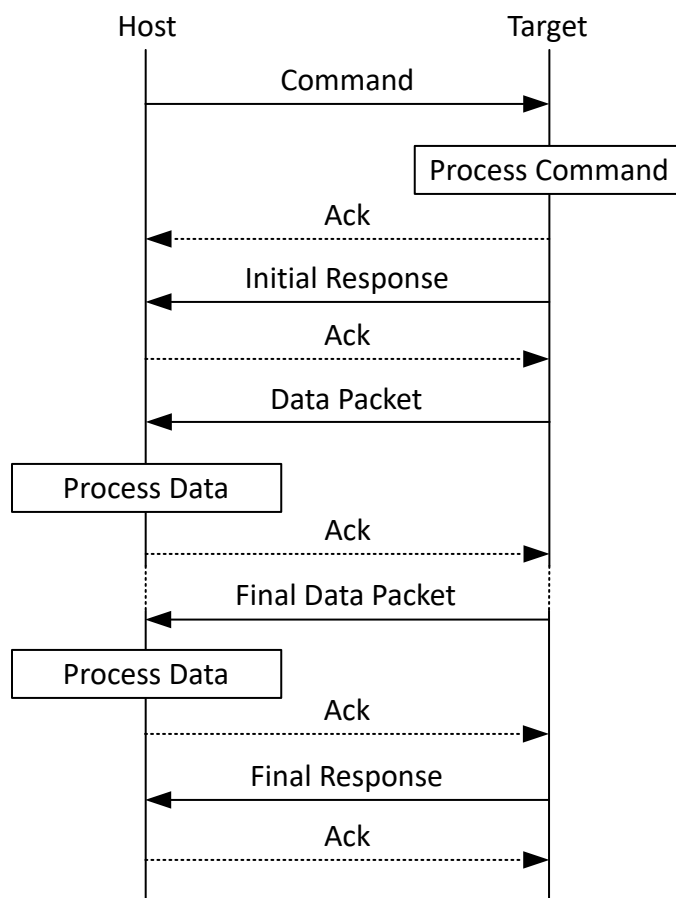 Host
Target
Command
Process Command
Ack
Initial Response
Ack
Data Packet
Process Data
Ack
Final Data Packet
Process Data
Ack
Final Response
Ack